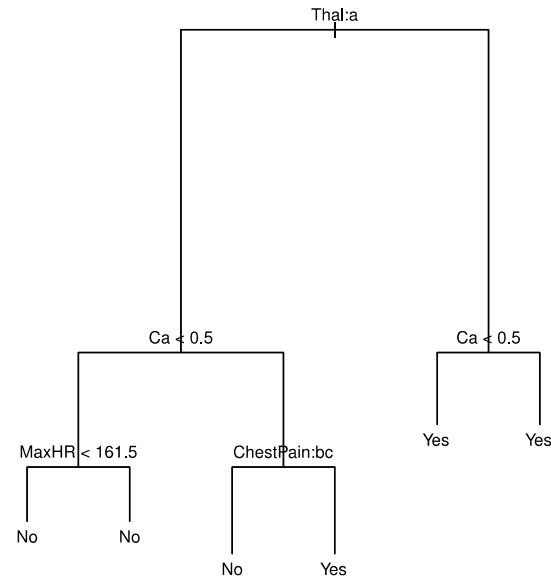 Thal:a
Ca < 0.5
Ca < 0.5
MaxHR < 161.5
ChestPain:bc
Yes
Yes
No
No
No
Yes